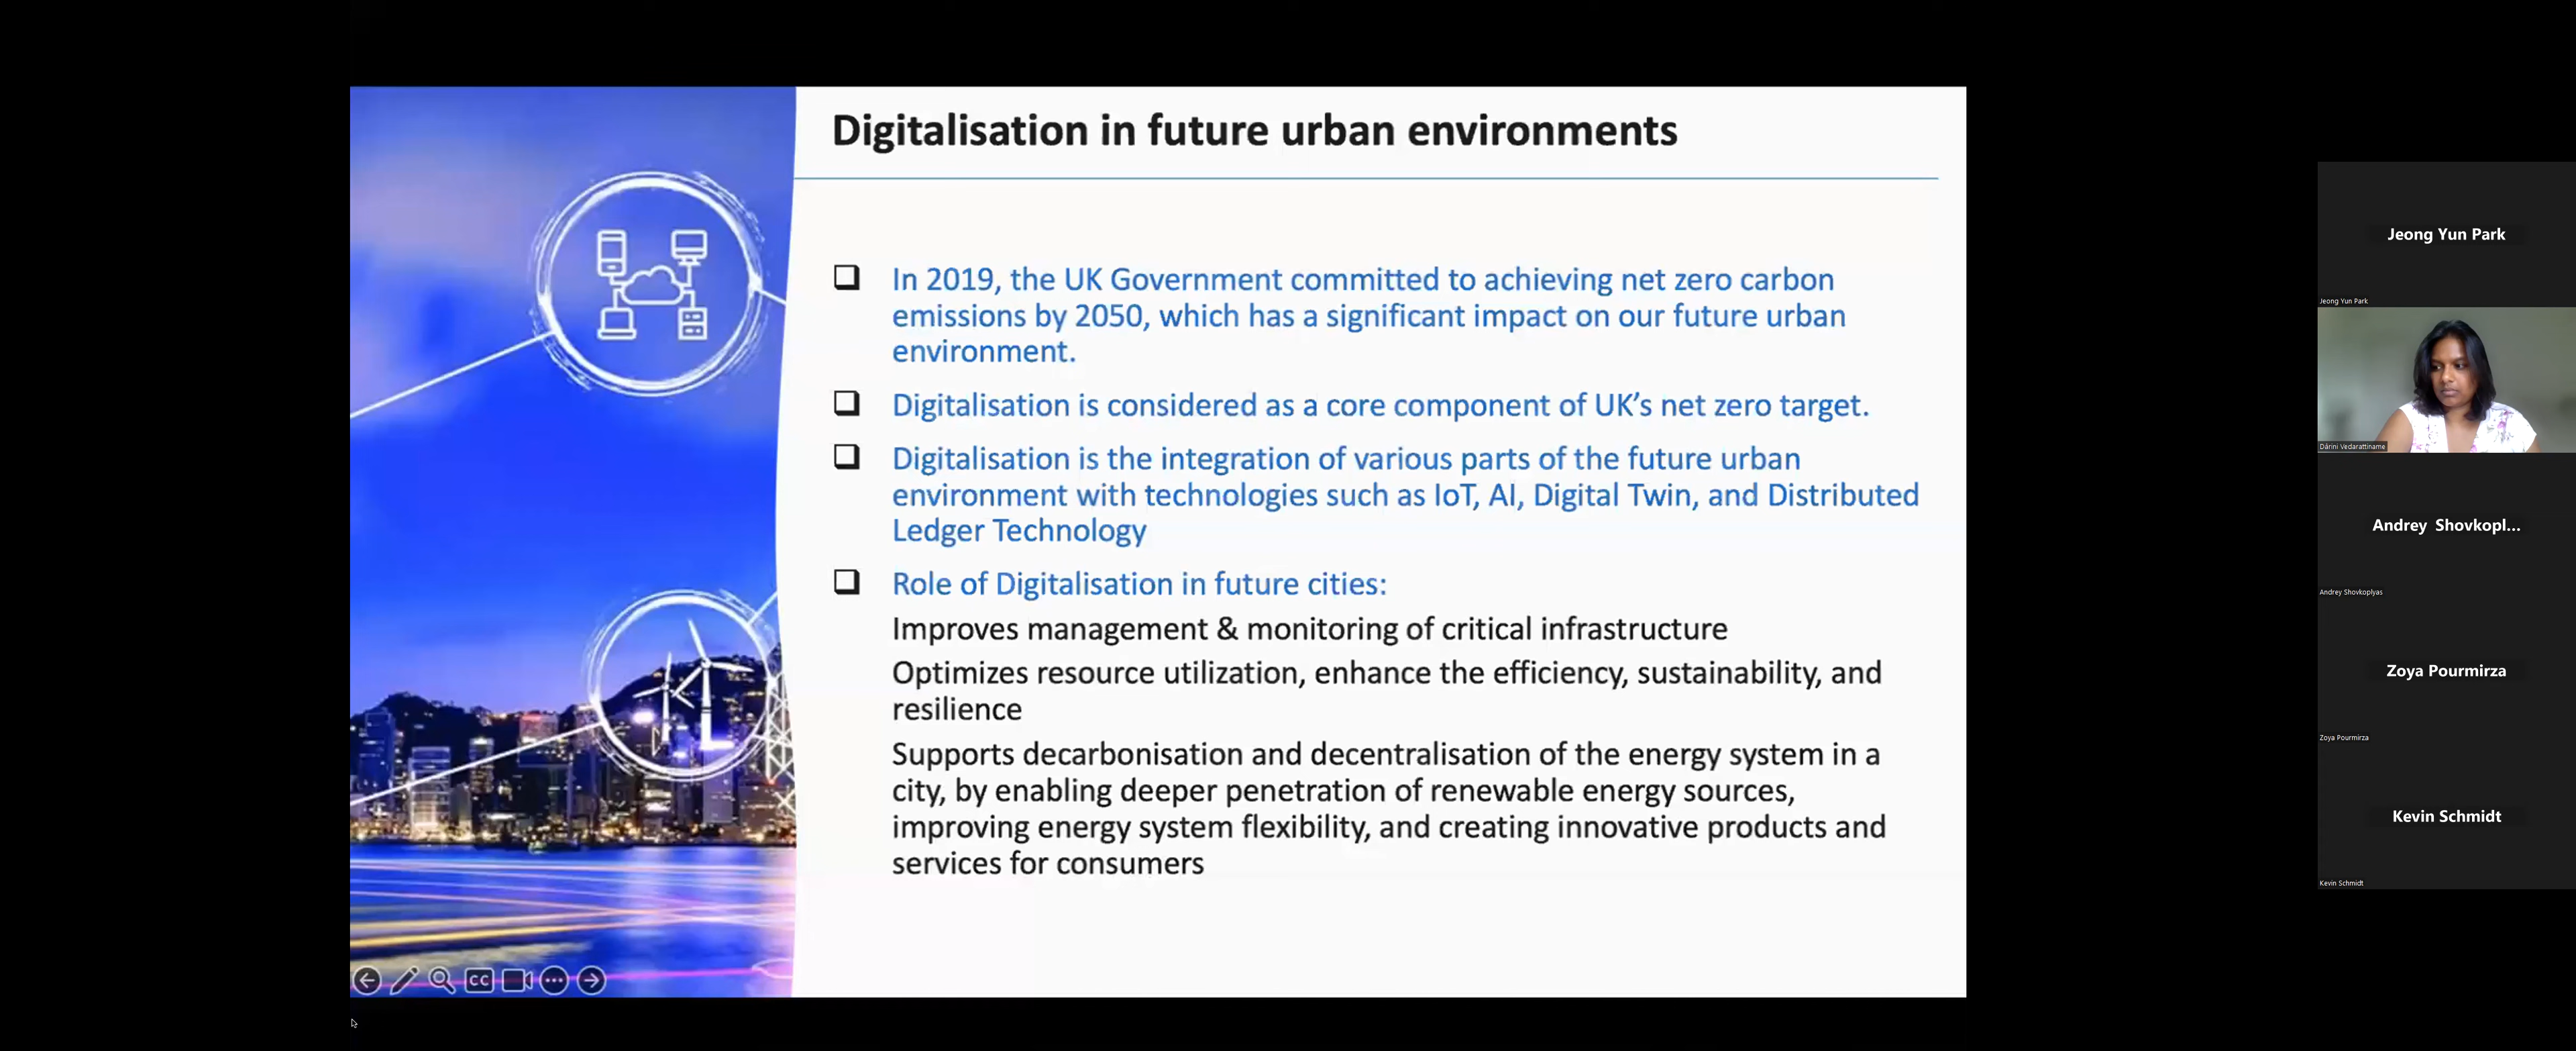 Digitalisation in future urban environments
In 2019, the UK Government committed to achieving net zero carbon
emissions by 2050, which has a significant impact on our future urban
environment.
Digitalisation is considered as a core component of UK’s net zero target.
Digitalisation is the integration of various parts of the future urban
environment with technologies such as IoT, AI, Digital Twin, and Distributed
Ledger Technology
Role of Digitalisation in future cities:
Improves management & monitoring of critical infrastructure
Optimizes resource utilization, enhance the efficiency, sustainability, and
resilience
Supports decarbonisation and decentralisation of the energy system in a
city, by enabling deeper penetration of renewable energy sources,
improving energy system flexibility, and creating innovative products and
services for consumers
CC
Jeong Yun Park
Jeong Yun Park
Dárini Vedarattiname
Andrey Shovkopl...
Andrey Shovkoplyas
Zoya Pourmirza
Zoya Pourmirza
Kevin Schmidt
Kevin Schmidt